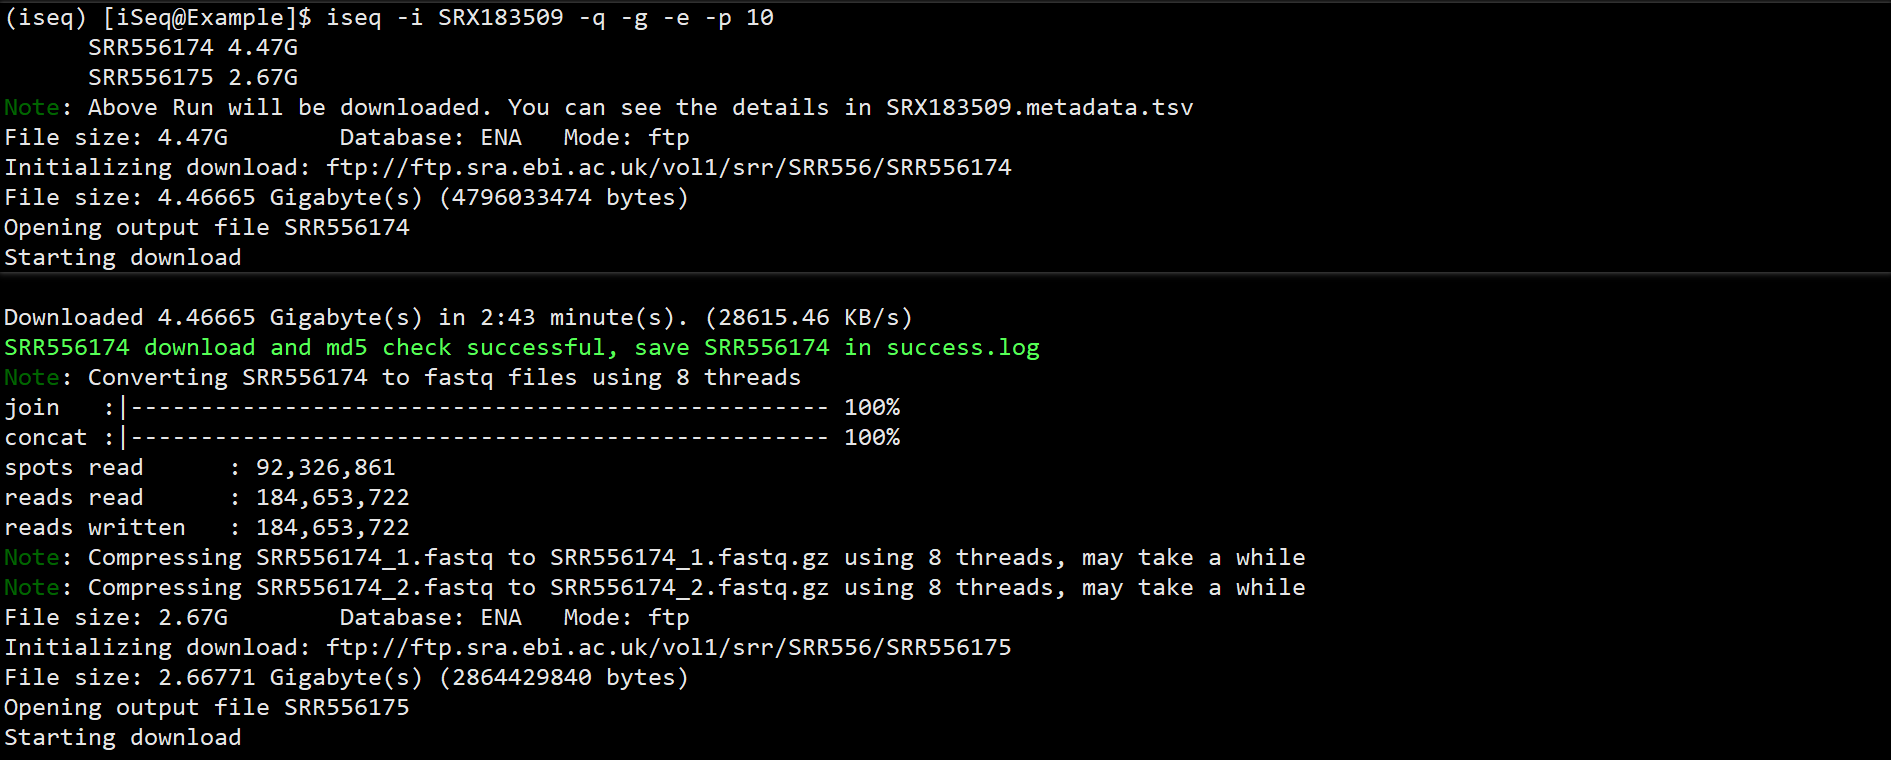 (iseq) [iSeq@Example]$ iseq -i SRX183509 -q -g -e -p 10
      SRR556174 4.47G
      SRR556175 2.67G
Note: Above Run will be downloaded. You can see the details in SRX183509.metadata.tsv
File size: 4.47G        Database: ENA   Mode: ftp
Initializing download: ftp://ftp.sra.ebi.ac.uk/vol1/srr/SRR556/SRR556174
File size: 4.46665 Gigabyte(s) (4796033474 bytes)
Opening output file SRR556174
Starting download
Downloaded 4.46665 Gigabyte(s) in 2:43 minute(s). (28615.46 KB/s)
SRR556174 download and md5 check successful, save SRR556174 in success.log
Note: Converting SRR556174 to fastq files using 8 threads
join   :|-------------------------------------------------- 100%
concat :|-------------------------------------------------- 100%
spots read      : 92,326,861
reads read      : 184,653,722
reads written   : 184,653,722
Note: Compressing SRR556174_1.fastq to SRR556174_1.fastq.gz using 8 threads, may take a while
Note: Compressing SRR556174_2.fastq to SRR556174_2.fastq.gz using 8 threads, may take a while
File size: 2.67G        Database: ENA   Mode: ftp
Initializing download: ftp://ftp.sra.ebi.ac.uk/vol1/srr/SRR556/SRR556175
File size: 2.66771 Gigabyte(s) (2864429840 bytes)
Opening output file SRR556175
Starting download